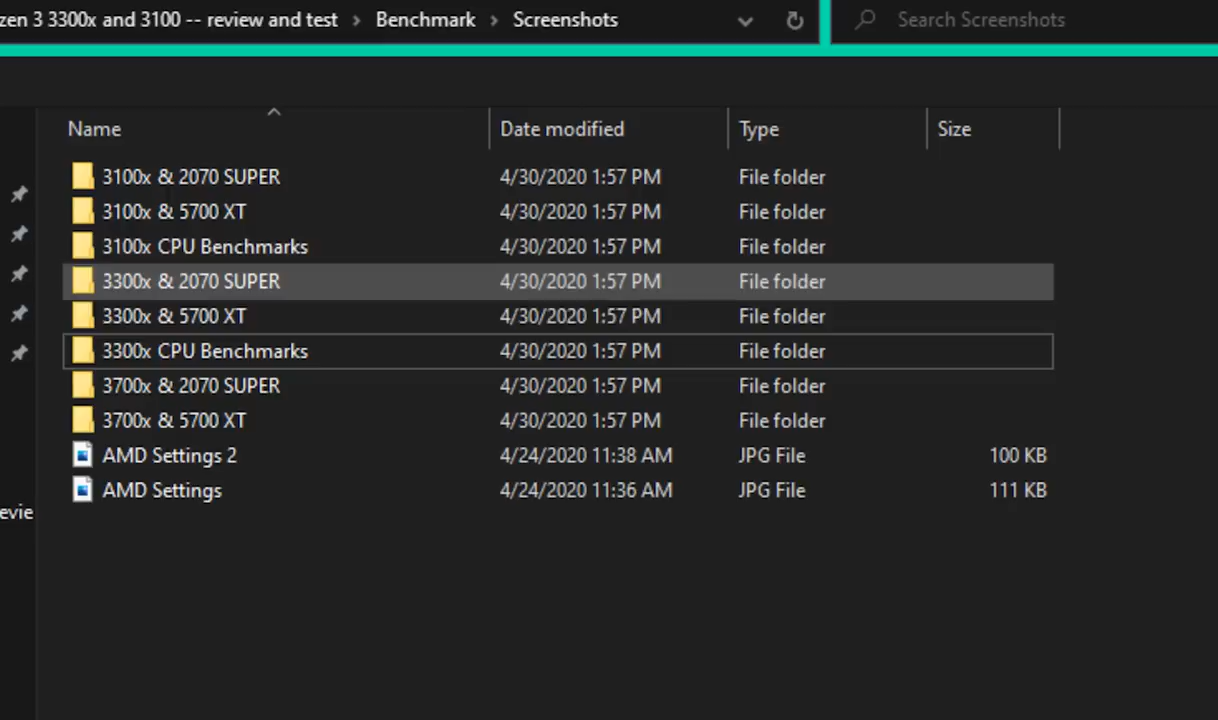 zen 3 3300x and 3100 -- review and test > Benchmark > Screenshots Search Screenshots
Name Date modified Type Size
3100x & 2070 SUPER 4/30/2020 1:57 PM File folder
3100x & 5700 XT 4/30/2020 1:57 PM File folder
3100x CPU Benchmarks 4/30/2020 1:57 PM File folder
3300x & 2070 SUPER 4/30/2020 1:57 PM File folder
3300x & 5700 XT 4/30/2020 1:57 PM File folder
3300x CPU Benchmarks 4/30/2020 1:57 PM File folder
3700x & 2070 SUPER 4/30/2020 1:57 PM File folder
3700x & 5700 XT 4/30/2020 1:57 PM File folder
AMD Settings 2 4/24/2020 11:38 AM JPG File 100 KB
AMD Settings 4/24/2020 11:36 AM JPG File 111 KB
evie